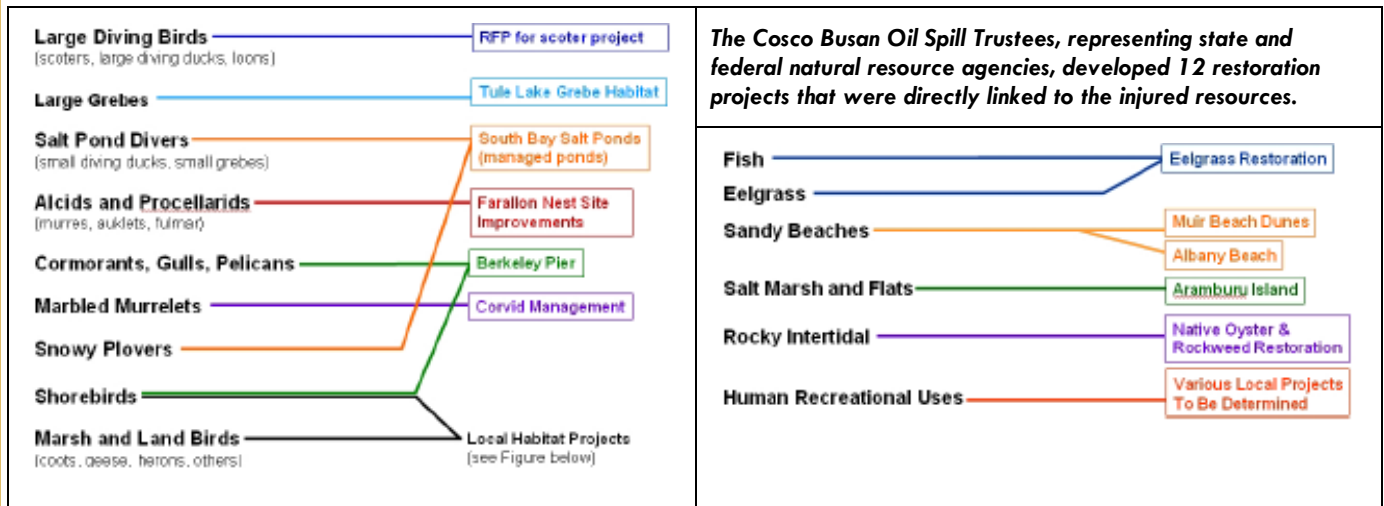 Large Diving Birds
(scoters, large diving ducks, loons)
RFP for scoter project
Large Grebes
Tule Lake Grebe Habitat
Salt Pond Divers
(small diving ducks, small grebes)
South Bay Salt Ponds
(managed ponds)
Alcids and Procellarids
(murres, auklets, fulmar)
Farallon Nest Site
Improvements
Cormorants, Gulls, Pelicans
Berkeley Pier
Marbled Murrelets
Corvid Management
Snowy Plovers
Shorebirds
Marsh and Land Birds
(coots, geese, herons, others)
Local Habitat Projects
(see Figure below)
The Cosco Busan Oil Spill Trustees, representing state and
federal natural resource agencies, developed 12 restoration
projects that were directly linked to the injured resources.
Fish
Eelgrass Restoration
Eelgrass
Sandy Beaches
Muir Beach Dunes
Albany Beach
Salt Marsh and Flats
Aramburu Island
Rocky Intertidal
Native Oyster &
Rockweed Restoration
Human Recreational Uses
Various Local Projects
To Be Determined